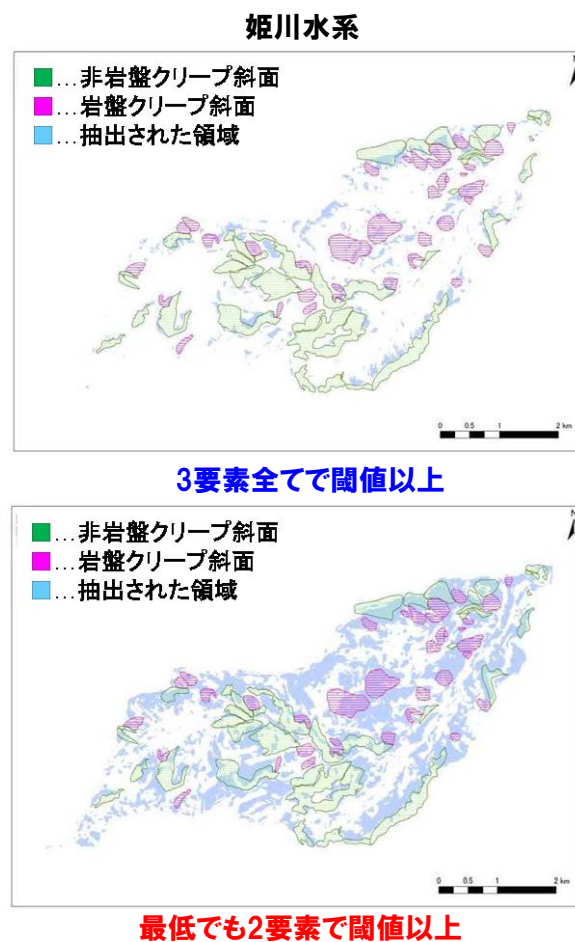 姫川水系
N
■…非岩盤クリープ斜面
■…岩盤クリープ斜面
■…抽出された領域
0 0.5 1 2 km
3要素全てで閾値以上
N
■…非岩盤クリープ斜面
■…岩盤クリープ斜面
■…抽出された領域
0 0.5 1 2 km
最低でも2要素で閾値以上